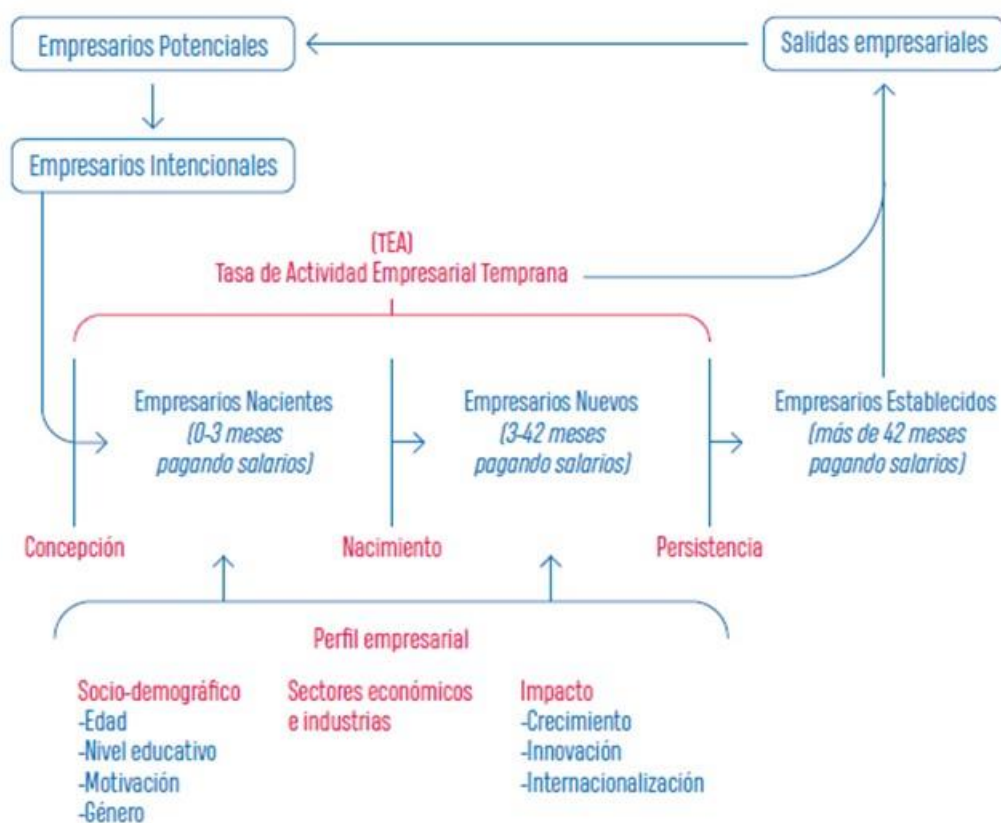 Empresarios Potenciales
Salidas empresariales
Empresarios Intencionales
(TEA)
Tasa de Actividad Empresarial Temprana
Empresarios Nacientes
(0-3 meses
pagando salarios)
Empresarios Nuevos
(3-42 meses
pagando salarios)
Empresarios Establecidos
(más de 42 meses
pagando salarios)
Concepción
Nacimiento
Persistencia
Perfil empresarial
Socio-demográfico
-Edad
-Nivel educativo
-Motivación
-Género
Sectores económicos
e industrias
Impacto
-Crecimiento
-Innovación
-Internacionalización